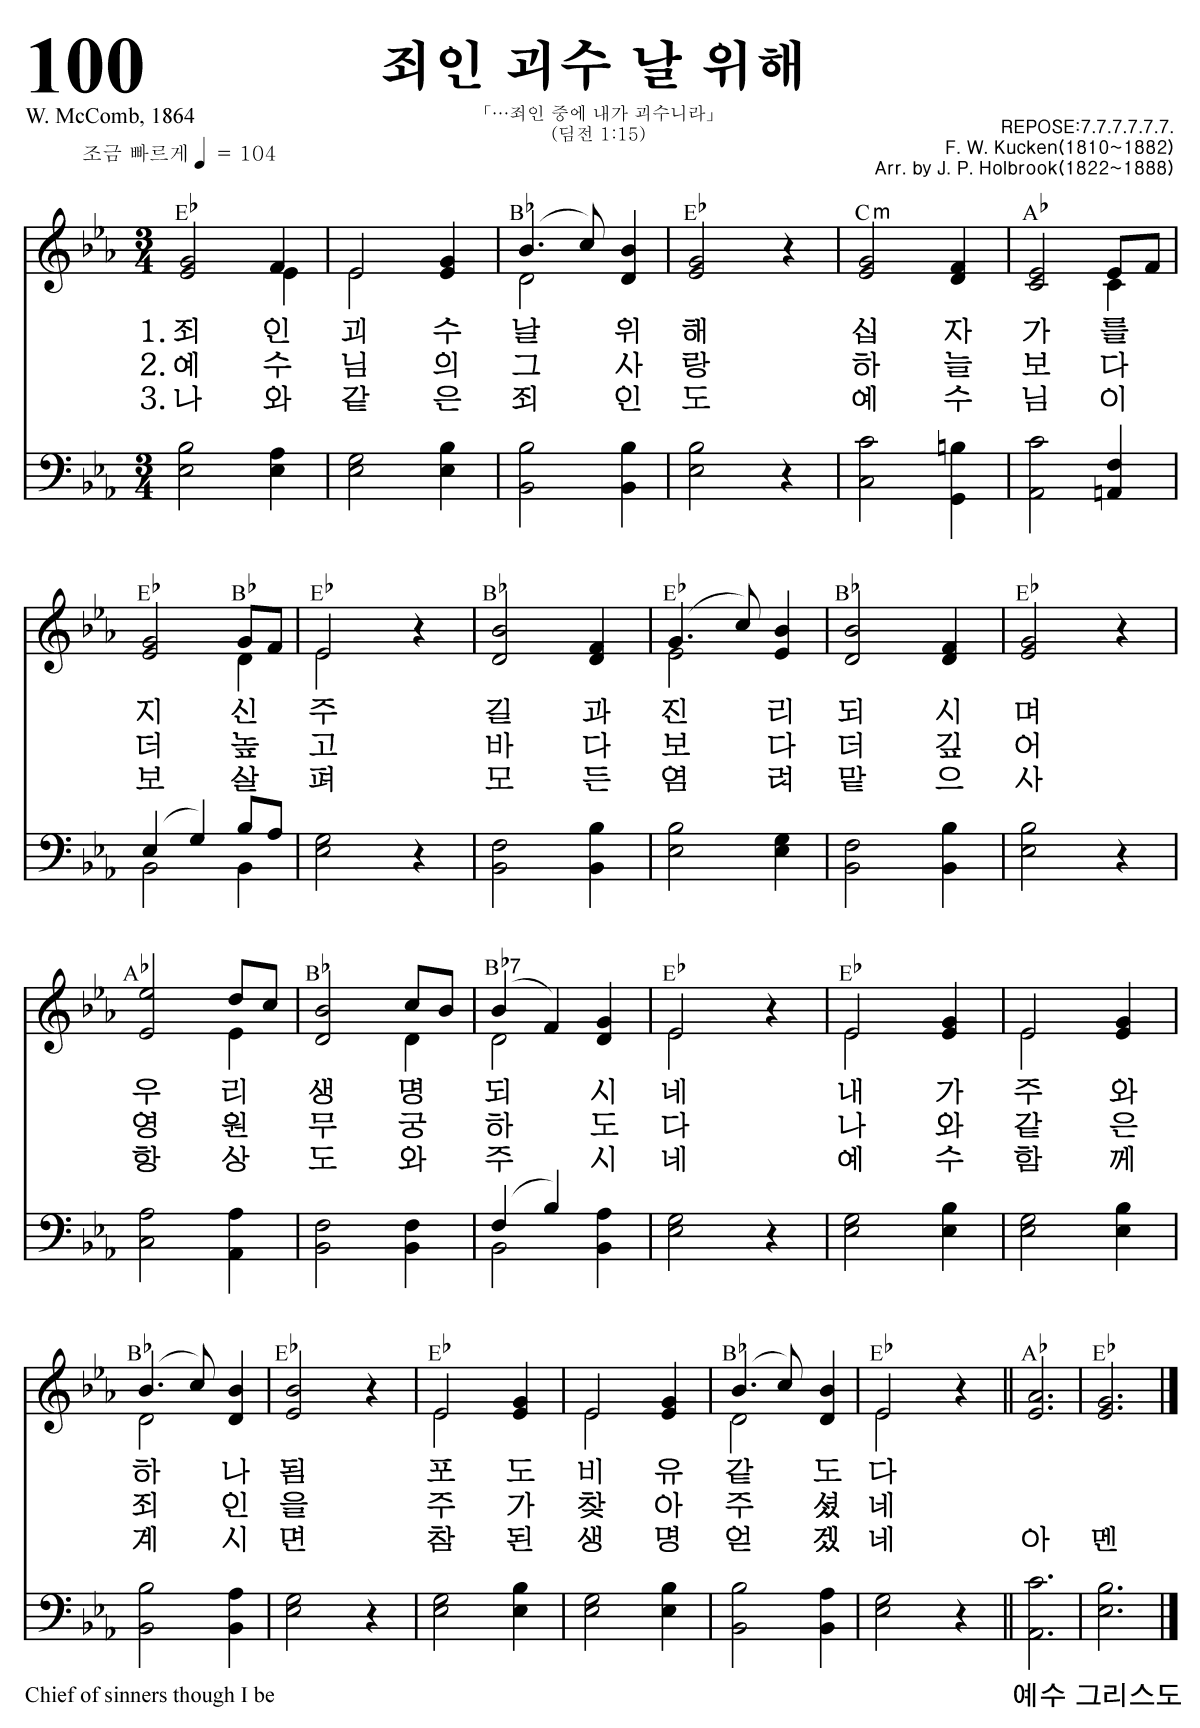 100
죄인 괴수 날 위해
W. McComb, 1864
「…죄인 중에 내가 괴수니라」
(딤전 1:15)
조금 빠르게 ♩ = 104
REPOSE:7.7.7.7.7.7.
F. W. Kucken(1810~1882)
Arr. by J. P. Holbrook(1822~1888)
E♭ B♭ E♭ Cm A♭
3/4
1. 죄 인 괴 수 날 위 해 십 자 가 를
2. 예 수 님 의 그 사 랑 하 늘 보 다
3. 나 와 같 은 죄 인 도 예 수 님 이
3/4
E♭ B♭ E♭ B♭ E♭ B♭ E♭
지 신 주 길 과 진 리 되 시 며
더 높 고 바 다 보 다 더 깊 어
보 살 펴 모 든 염 려 맡 으 사
A♭ B♭ B♭7 E♭ E♭
우 리 생 명 되 시 네 내 가 주 와
영 원 무 궁 하 도 다 나 와 같 은
항 상 도 와 주 시 네 예 수 함 께
B♭ E♭ E♭ B♭ E♭ A♭ E♭
하 나 됨 포 도 비 유 같 도 다
죄 인 을 주 가 찾 아 주 셨 네
계 시 면 참 된 생 명 얻 겠 네 아 멘
Chief of sinners though I be
예수 그리스도